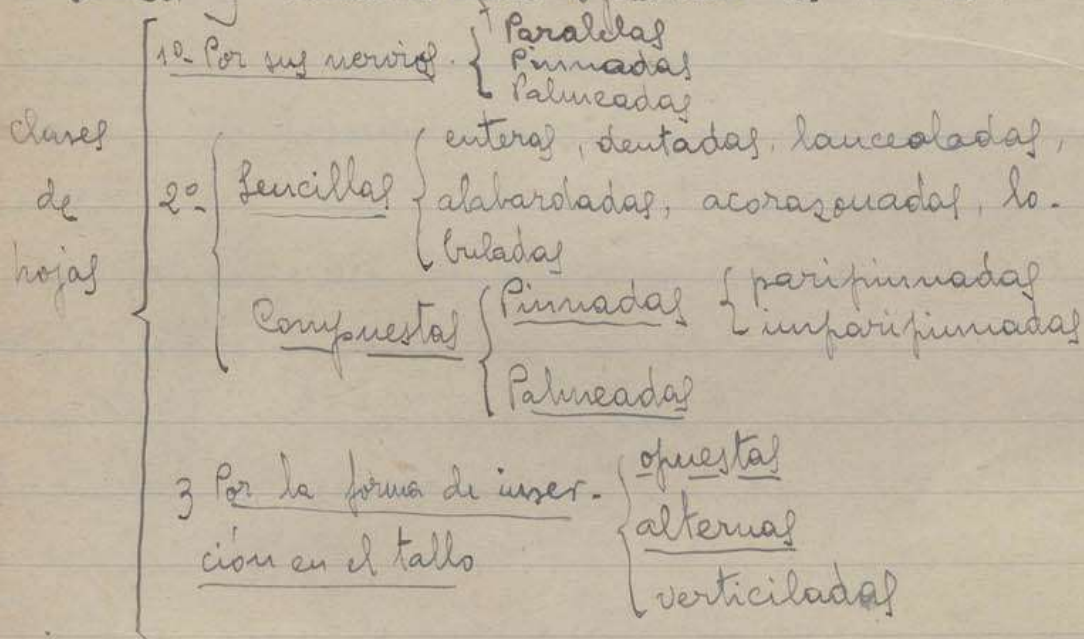 Paralelas
1º- Por sus nervios. Pinnadas
Palmeadas
clases
de
hojas
2º-
Sencillas
enteras, dentadas, lanceoladas,
alabardadas, acorazonadas, lo-
buladas
Compuestas
Pinnadas
paripinnadas
imparipinnadas
Palmeadas
3 Por la forma de inser-
ción en el tallo
opuestas
alternas
verticiladas